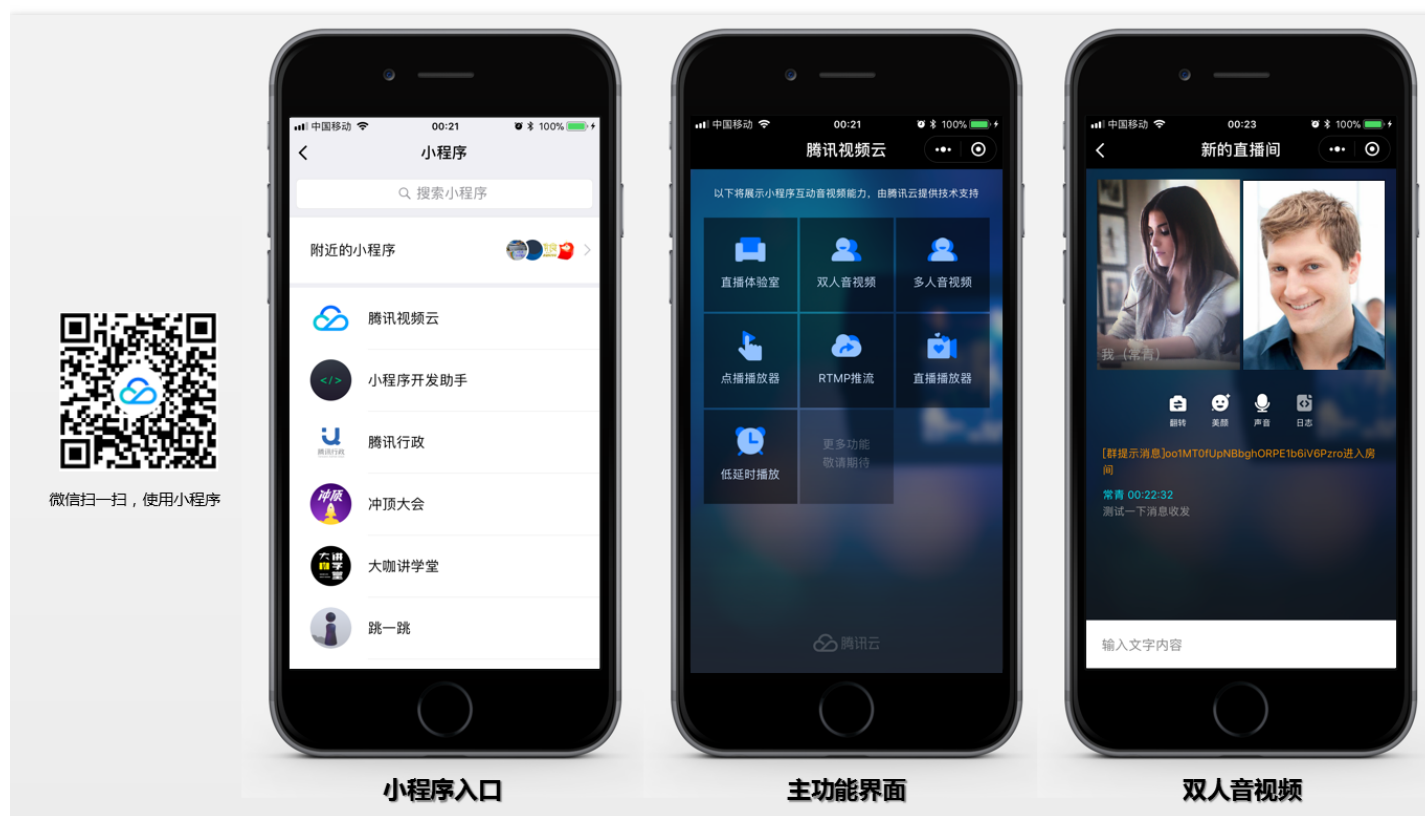 微信扫一扫，使用小程序
中国移动 00:21 100%
小程序
搜索小程序
附近的小程序
腾讯视频云
小程序开发助手
腾讯行政
腾讯行政
冲顶
冲顶大会
大讲
咖学
堂
大咖讲学堂
跳一跳
小程序入口
中国移动 00:21 100%
腾讯视频云
以下将展示小程序互动音视频能力，由腾讯云提供技术支持
直播体验室 双人音视频 多人音视频
点播播放器 RTMP推流 直播播放器
低延时播放
更多功能
敬请期待
腾讯云
主功能界面
中国移动 00:23 100%
新的直播间
我（常青）
翻转 美颜 声音 日志
[群提示消息]oo1MT0fUpNBbghORPE1b6iV6Pzro进入房
间
常青 00:22:32
测试一下消息收发
输入文字内容
双人音视频